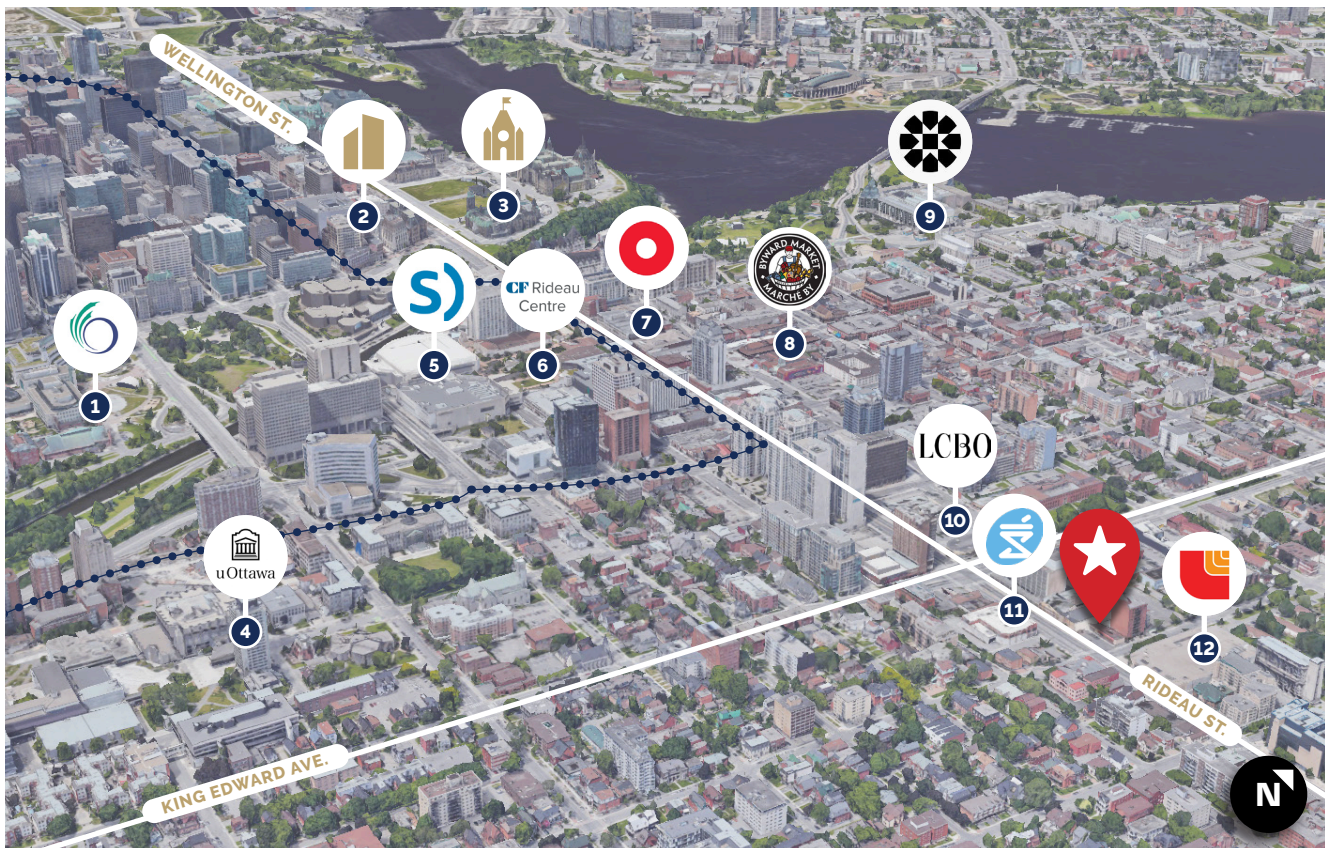 WELLINGTON ST.
2
3
9
BYWARD MARKET
MARCHÉ BY
S)
CF Rideau
Centre
7
8
1
5
6
LCBO
10
uOttawa
4
11
12
RIDEAU ST.
KING EDWARD AVE.
N